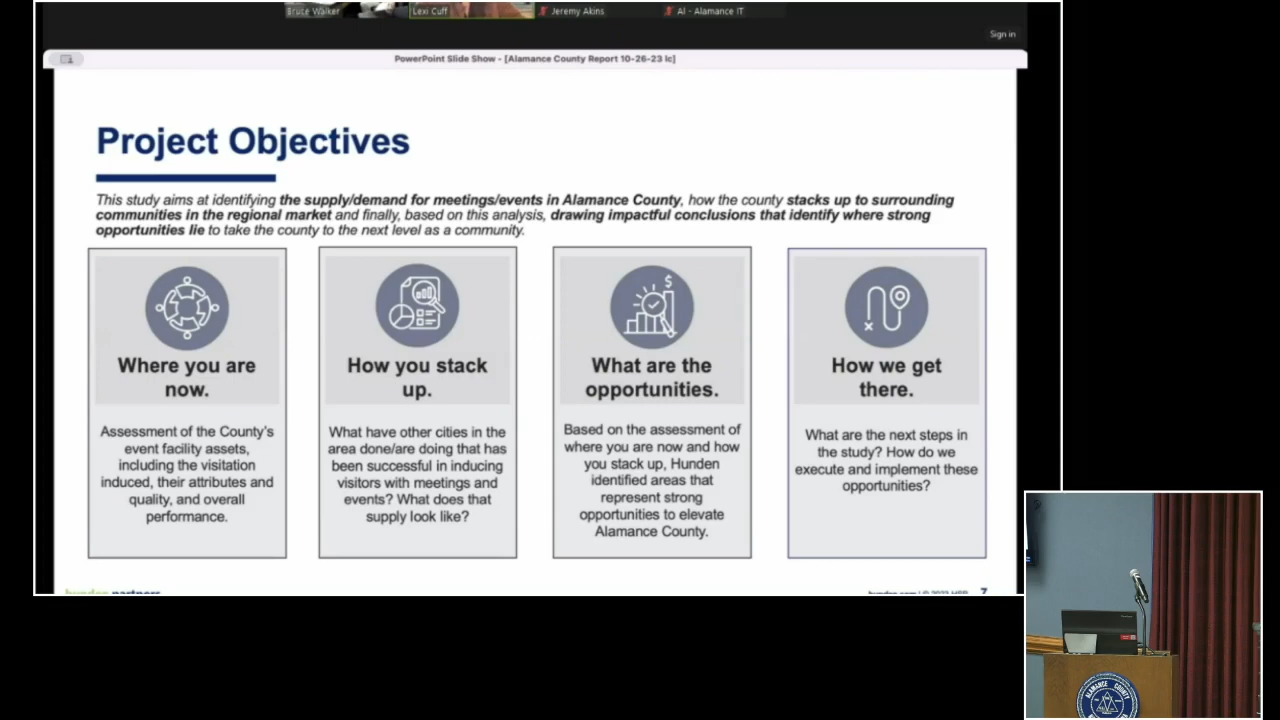 Bruce Walker
Lexi Cuff
Jeremy Akins
AI - Alamance IT
Sign in
PowerPoint Slide Show - [Alamance County Report 10-26-23 lc]
Project Objectives
This study aims at identifying the supply/demand for meetings/events in Alamance County, how the county stacks up to surrounding
communities in the regional market and finally, based on this analysis, drawing impactful conclusions that identify where strong
opportunities lie to take the county to the next level as a community.
Where you are
now.
Assessment of the County's
event facility assets,
including the visitation
induced, their attributes and
quality, and overall
performance.
How you stack
up.
What have other cities in the
area done/are doing that has
been successful in inducing
visitors with meetings and
events? What does that
supply look like?
What are the
opportunities.
Based on the assessment of
where you are now and how
you stack up, Hunden
identified areas that
represent strong
opportunities to elevate
Alamance County.
How we get
there.
What are the next steps in
the study? How do we
execute and implement these
opportunities?
hunden partners
hunden.com | © 2023 HSP
7
ALAMANCE COUNTY